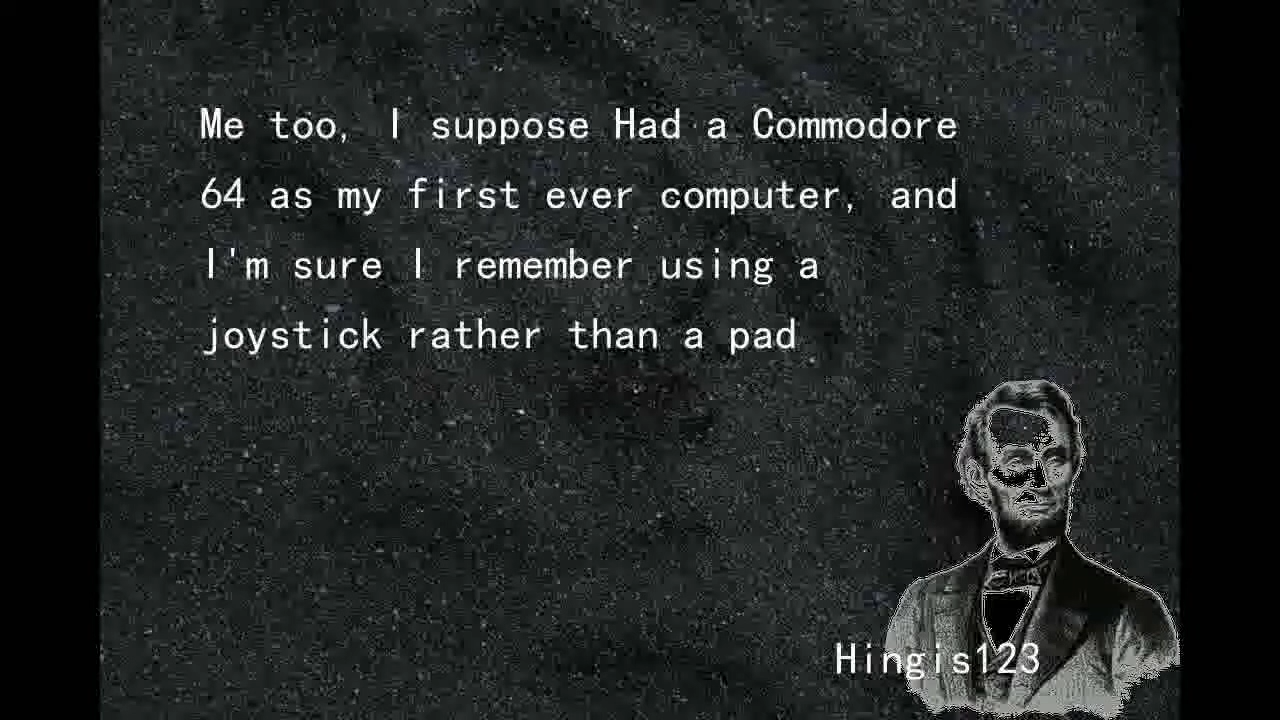 Me too, I suppose Had a Commodore
64 as my first ever computer, and
I'm sure I remember using a
joystick rather than a pad
Hingis123